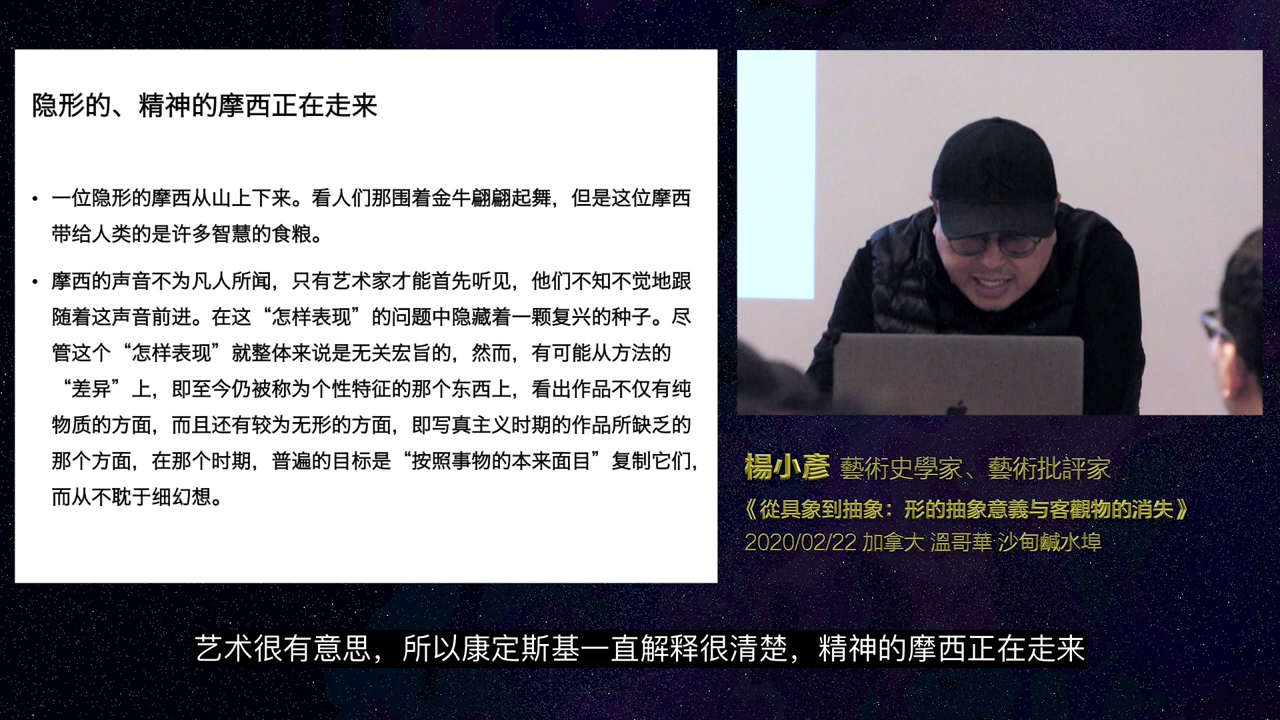 隐形的、精神的摩西正在走来
• 一位隐形的摩西从山上下来。看人们那围着金牛翩翩起舞，但是这位摩西
带给人类的是许多智慧的食粮。
• 摩西的声音不为凡人所闻，只有艺术家才能首先听见，他们不知不觉地跟
随着这声音前进。在这“怎样表现”的问题中隐藏着一颗复兴的种子。尽
管这个“怎样表现”就整体来说是无关宏旨的，然而，有可能从方法的
“差异”上，即至今仍被称为个性特征的那个东西上，看出作品不仅有纯
物质的方面，而且还有较为无形的方面，即写真主义时期的作品所缺乏的
那个方面，在那个时期，普遍的目标是“按照事物的本来面目”复制它们，
而从不耽于细幻想。
楊小彥 藝術史學家、藝術批評家
《從具象到抽象：形的抽象意義与客觀物的消失》
2020/02/22 加拿大 溫哥華 沙甸鹹水埠
艺术很有意思，所以康定斯基一直解释很清楚，精神的摩西正在走来